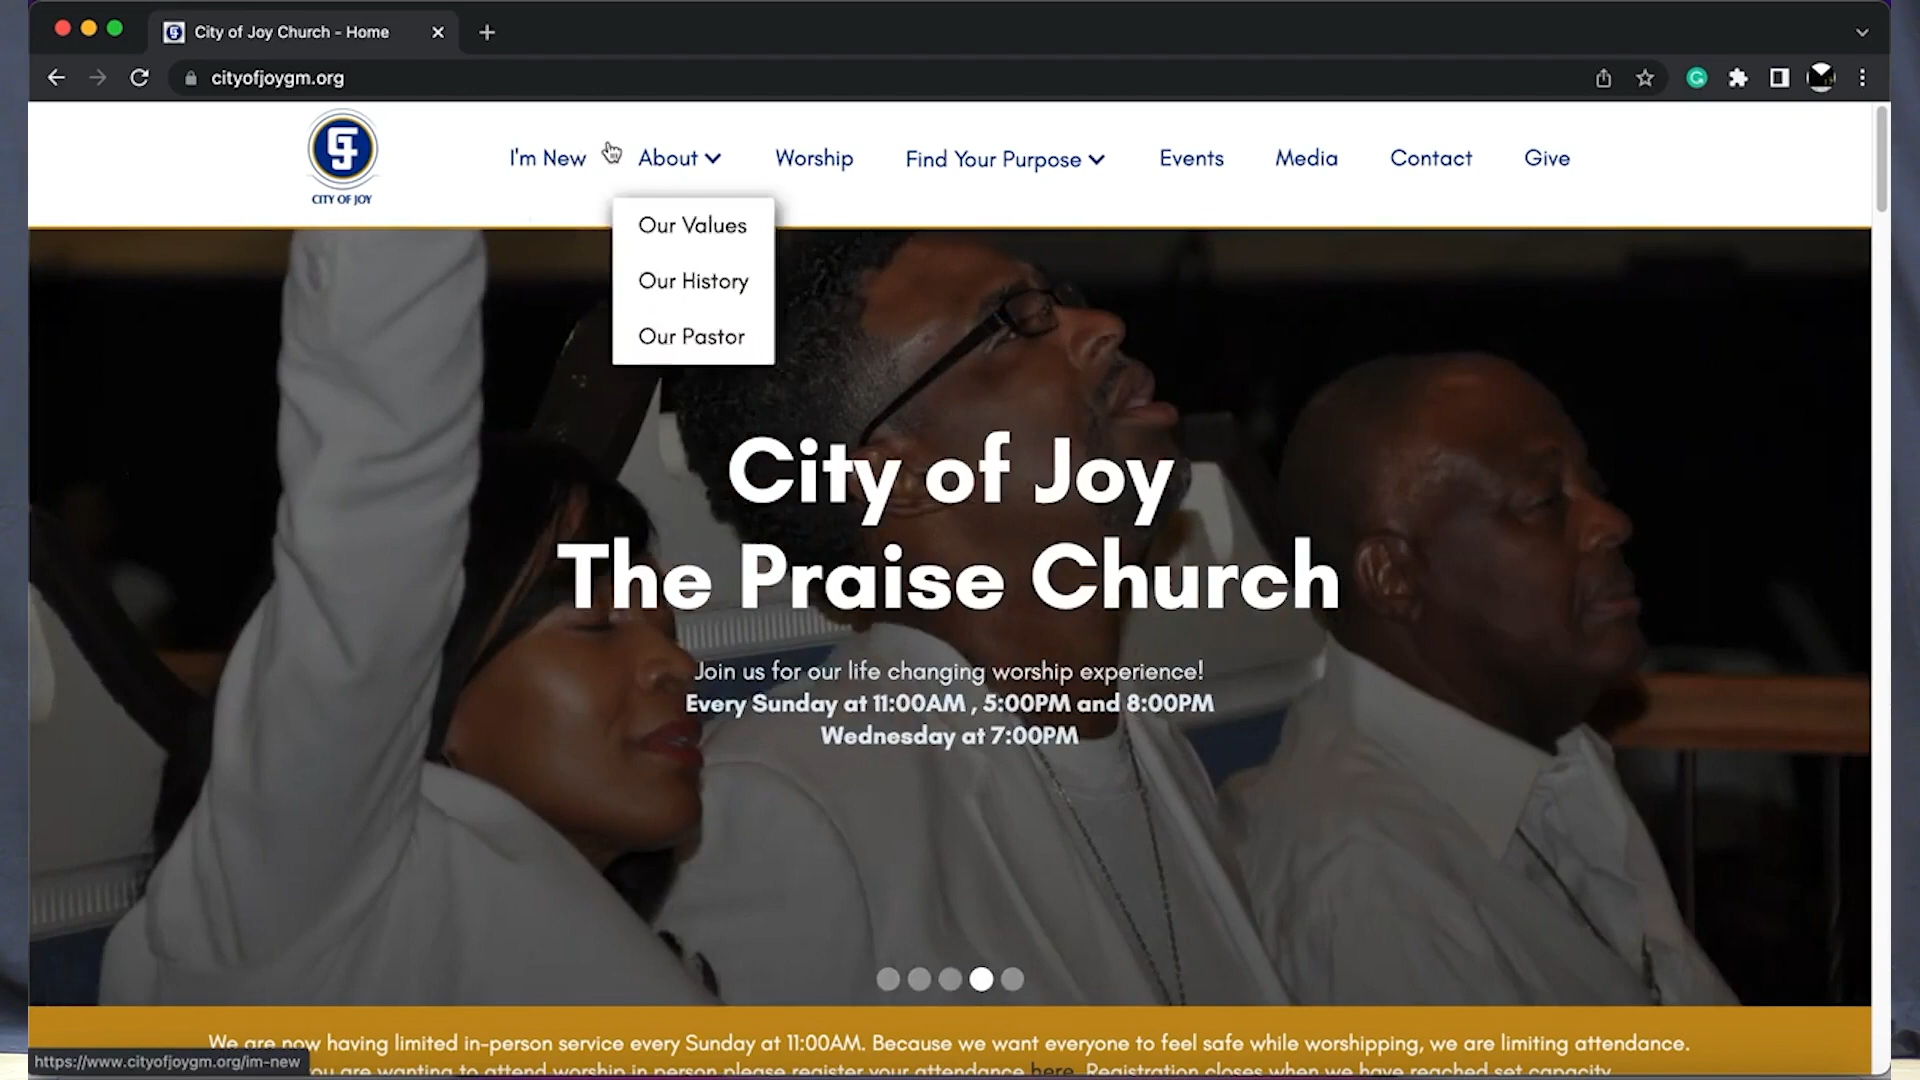 City of Joy Church - Home
cityofjoygm.org
CITY OF JOY
I'm New
About
Worship
Find Your Purpose
Events
Media
Contact
Give
Our Values
Our History
Our Pastor
City of Joy
The Praise Church
Join us for our life changing worship experience!
Every Sunday at 11:00AM , 5:00PM and 8:00PM
Wednesday at 7:00PM
We are now having limited in-person service every Sunday at 11:00AM. Because we want everyone to feel safe while worshipping, we are limiting attendance.
you are wanting to attend worship in person please register your attendance here. Registration closes when we have reached set capacity.
https://www.cityofjoygm.org/im-new